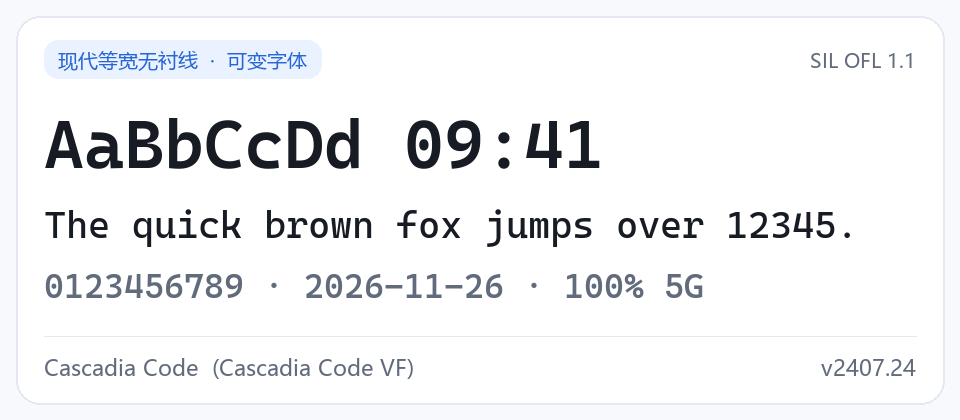 现代等宽无衬线 · 可变字体
SIL OFL 1.1
AaBbCcDd 09:41
The quick brown fox jumps over 12345.
0123456789 · 2026−11−26 · 100% 5G
Cascadia Code (Cascadia Code VF)
v2407.24